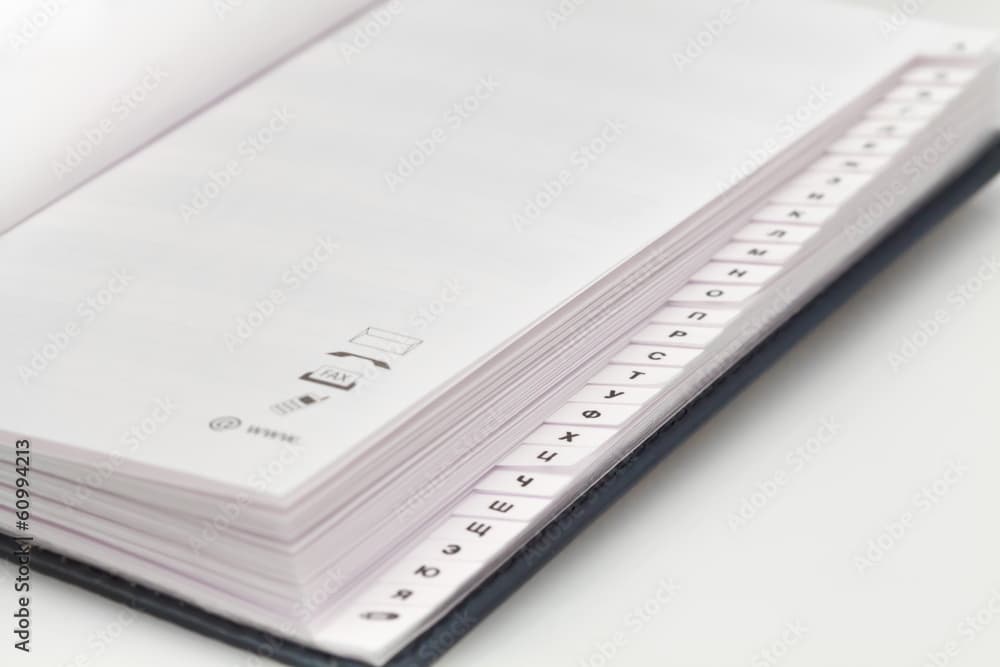 К
Л
М
Н
О
П
Р
С
Т
У
Ф
Х
Ц
Ч
Ш
Щ
Э
Ю
Я
FAX
@ www.
Adobe Stock | #60994213